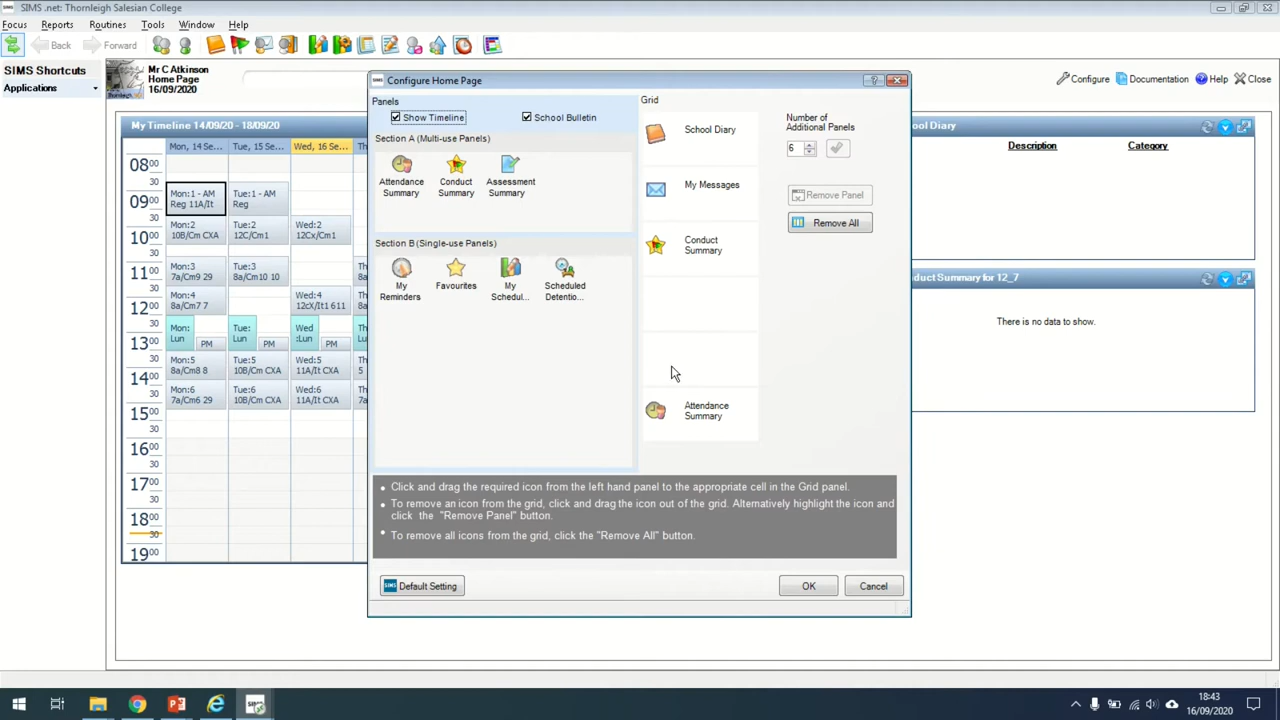 SIMS .net: Thornleigh Salesian College
Focus Reports Routines Tools Window Help
Back Forward
SIMS Shortcuts
Applications
Mr C Atkinson
Home Page
16/09/2020
Configure Documentation Help Close
My Timeline 14/09/20 - 18/09/20
Mon, 14 Se... Tue, 15 Se... Wed, 16 Se...
08 00
30
09 00
30
10 00
30
11 00
30
12 00
30
13 00
30
14 00
30
15 00
30
16 00
30
17 00
30
18 00
30
19 00
Mon:1 - AM
Reg 11A/It
Tue:1 - AM
Reg
Mon:2
10B/Cm CXA
Tue:2
12C/Cm1
Wed:2
12Cx/Cm1
Mon:3
7a/Cm9 29
Tue:3
8a/Cm10 10
Mon:4
8a/Cm7 7
Wed:4
12cX/It1 611
Mon:
Lun
PM
Tue:
Lun
PM
Wed
:Lun
PM
Th
Mon:5
8a/Cm8 8
Tue:5
10B/Cm CXA
Wed:5
11A/It CXA
Th
5
Mon:6
7a/Cm6 29
Tue:6
10B/Cm CXA
Wed:6
11A/It CXA
Configure Home Page
Panels
Show Timeline
School Bulletin
Section A (Multi-use Panels)
Attendance
Summary
Conduct
Summary
Assessment
Summary
Section B (Single-use Panels)
My
Reminders
Favourites
My
Schedul...
Scheduled
Detentio...
Grid
School Diary
My Messages
Conduct
Summary
Attendance
Summary
Number of
Additional Panels
6
Remove Panel
Remove All
• Click and drag the required icon from the left hand panel to the appropriate cell in the Grid panel.
• To remove an icon from the grid, click and drag the icon out of the grid. Alternatively highlight the icon and
click the "Remove Panel" button.
• To remove all icons from the grid, click the "Remove All" button.
SIMS Default Setting
OK
Cancel
ool Diary
Description Category
duct Summary for 12_7
There is no data to show.
18:43
16/09/2020